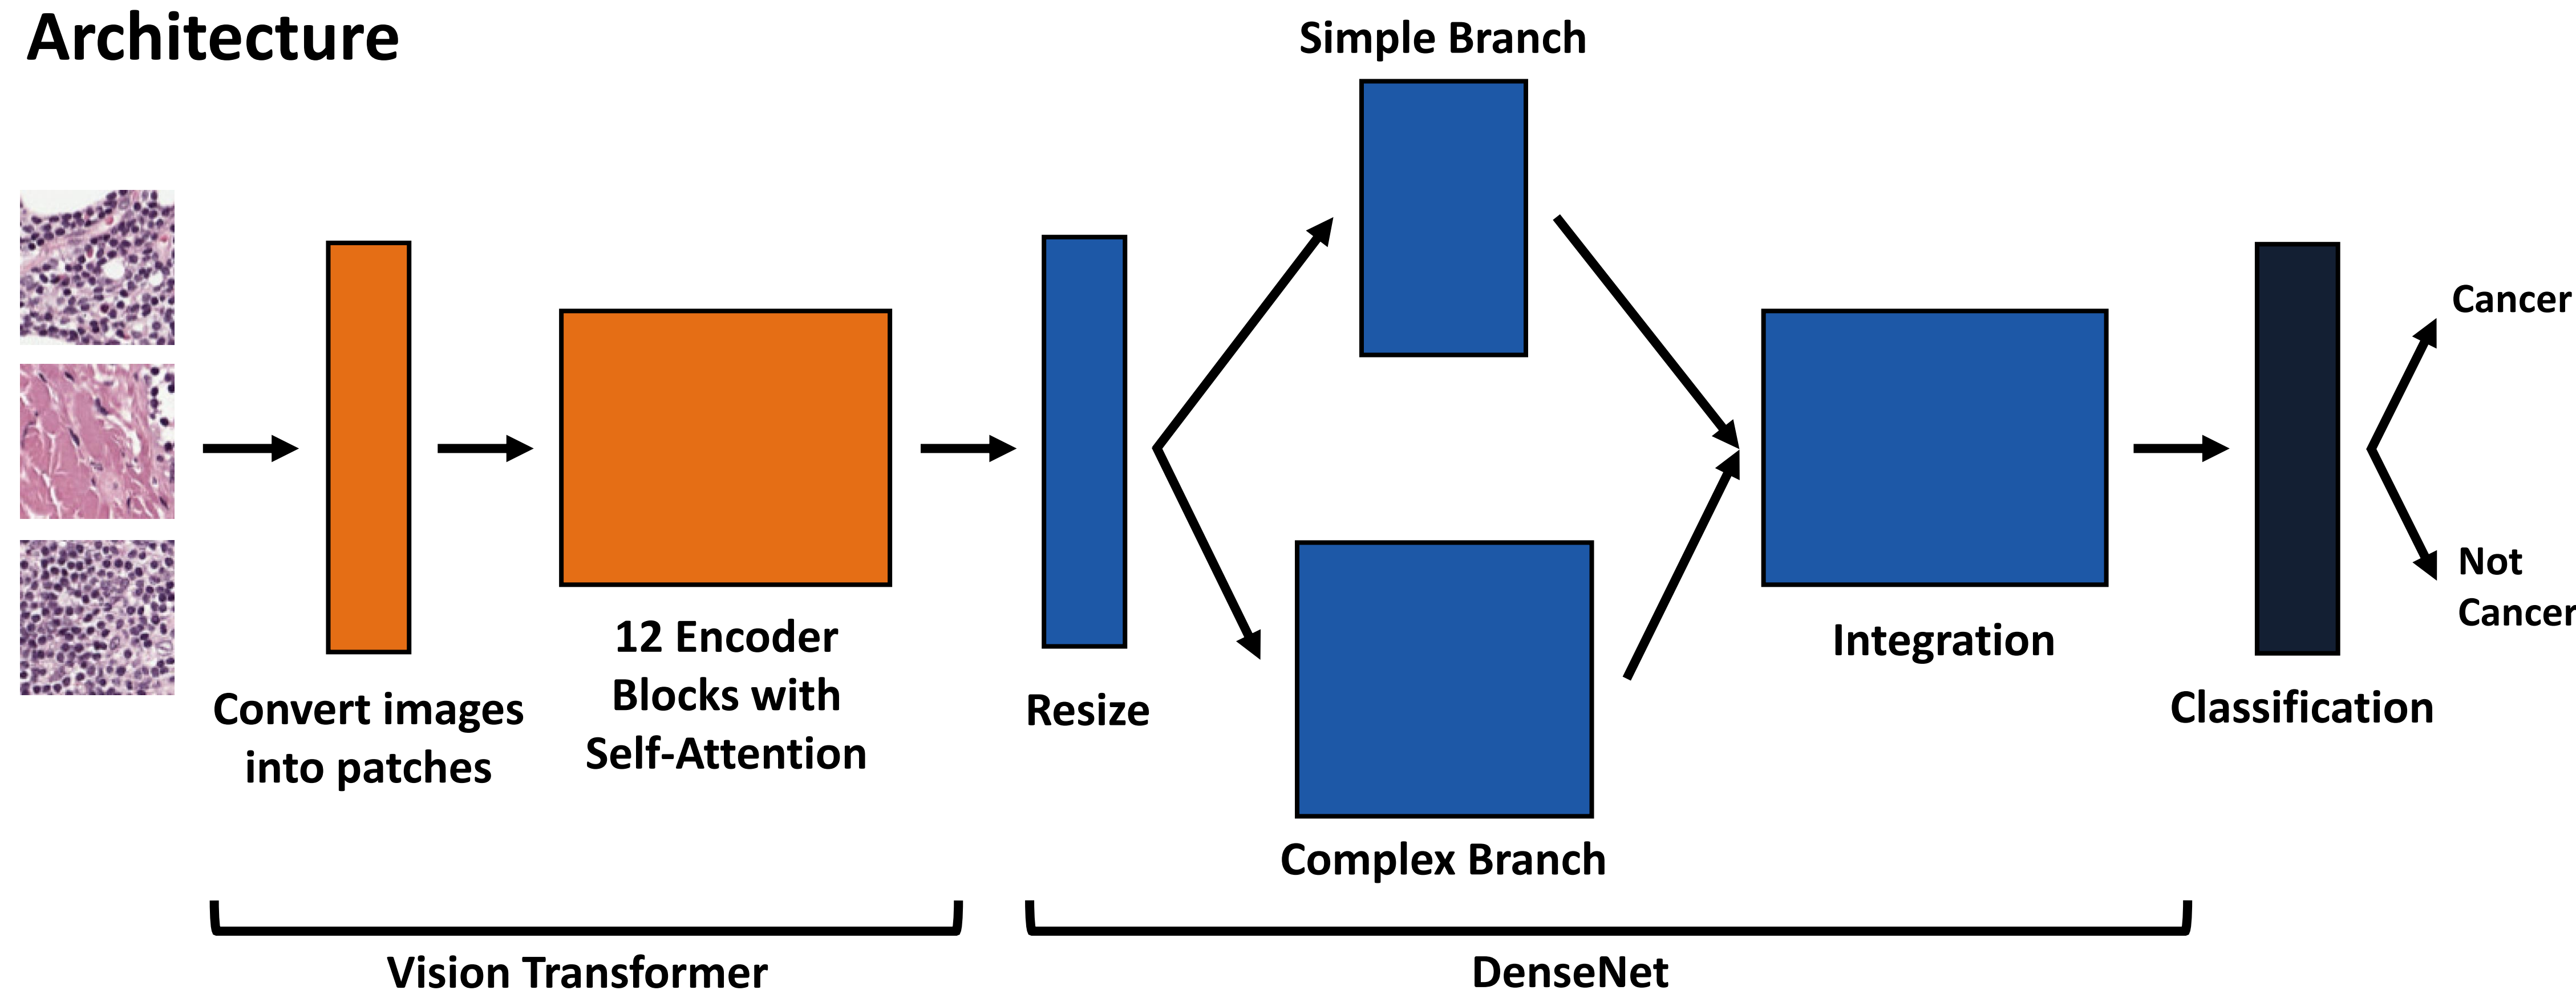 Architecture
Simple Branch
Cancer
Not
Cancer
Convert images
into patches
12 Encoder
Blocks with
Self-Attention
Resize
Complex Branch
Integration
Classification
Vision Transformer
DenseNet